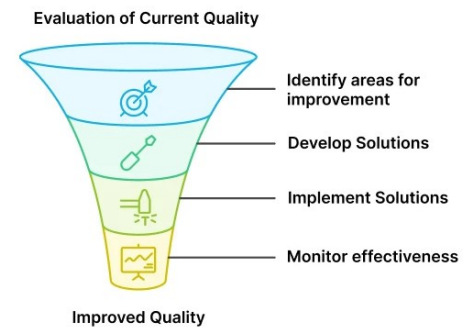 Evaluation of Current Quality
Identify areas for
improvement
Develop Solutions
Implement Solutions
Monitor effectiveness
Improved Quality